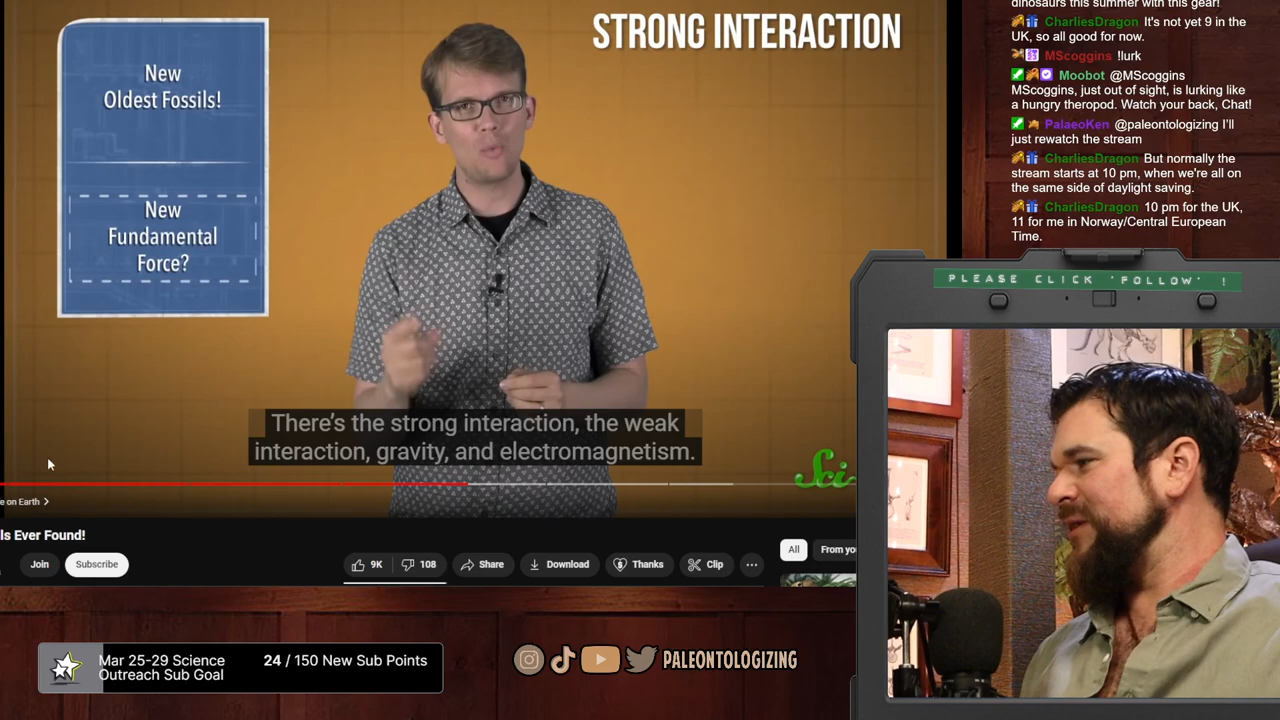 STRONG INTERACTION
New
Oldest Fossils!
New
Fundamental
Force?
There's the strong interaction, the weak
interaction, gravity, and electromagnetism.
Sci
e on Earth
ls Ever Found!
Join
Subscribe
9K
108
Share
Download
Thanks
Clip
All
From you
dinosaurs this summer with this gear!
CharliesDragon It's not yet 9 in the
UK, so all good for now.
MScoggins !lurk
Moobot @MScoggins
MScoggins, just out of sight, is lurking like
a hungry theropod. Watch your back, Chat!
PalaeoKen @paleontologizing I'll
just rewatch the stream
CharliesDragon But normally the
stream starts at 10 pm, when we're all on
the same side of daylight saving.
CharliesDragon 10 pm for the UK,
11 for me in Norway/Central European
Time.
PLEASE CLICK 'FOLLOW' !
Mar 25-29 Science
Outreach Sub Goal
24 / 150 New Sub Points
PALEONTOLOGIZING